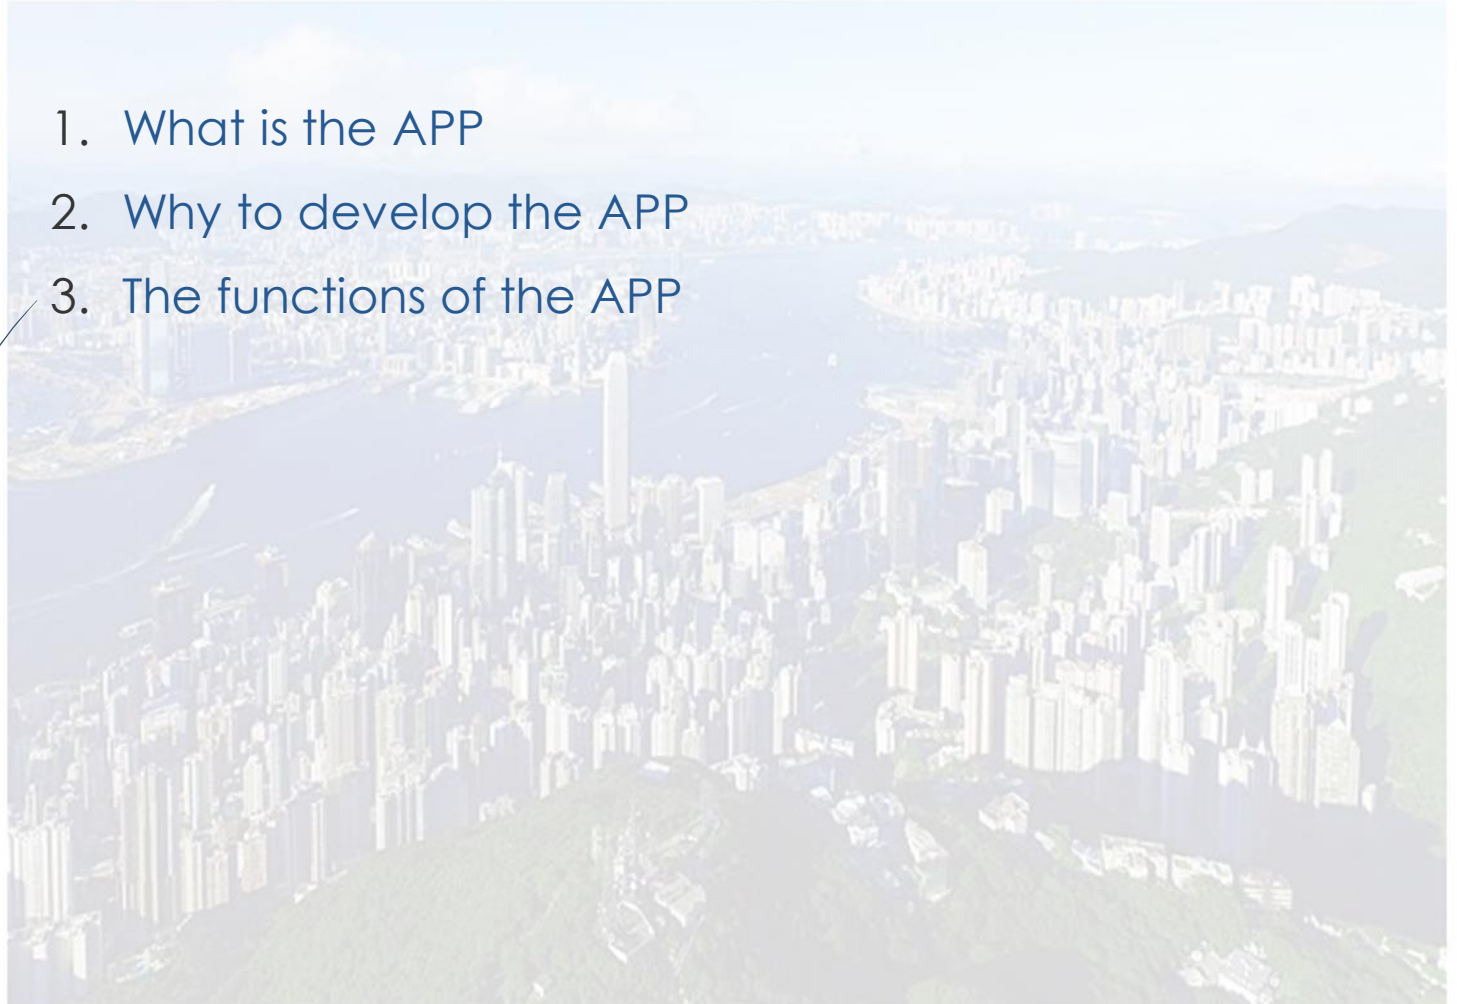 1. What is the APP
2. Why to develop the APP
3. The functions of the APP